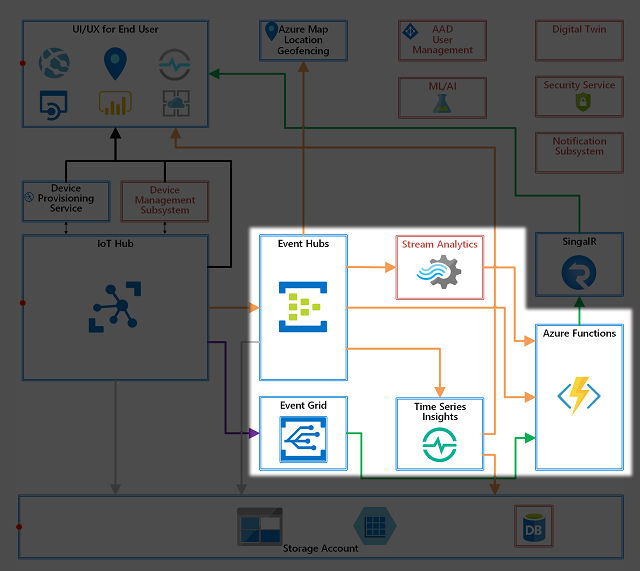 UI/UX for End User
Azure Map
Location
Geofencing
AAD
User
Management
Digital Twin
ML/AI
Security Service
Notification
Subsystem
Device
Provisioning
Service
Device
Management
Subsystem
IoT Hub
Event Hubs
Stream Analytics
SingalR
Azure Functions
Event Grid
Time Series
Insights
DB
Storage Account